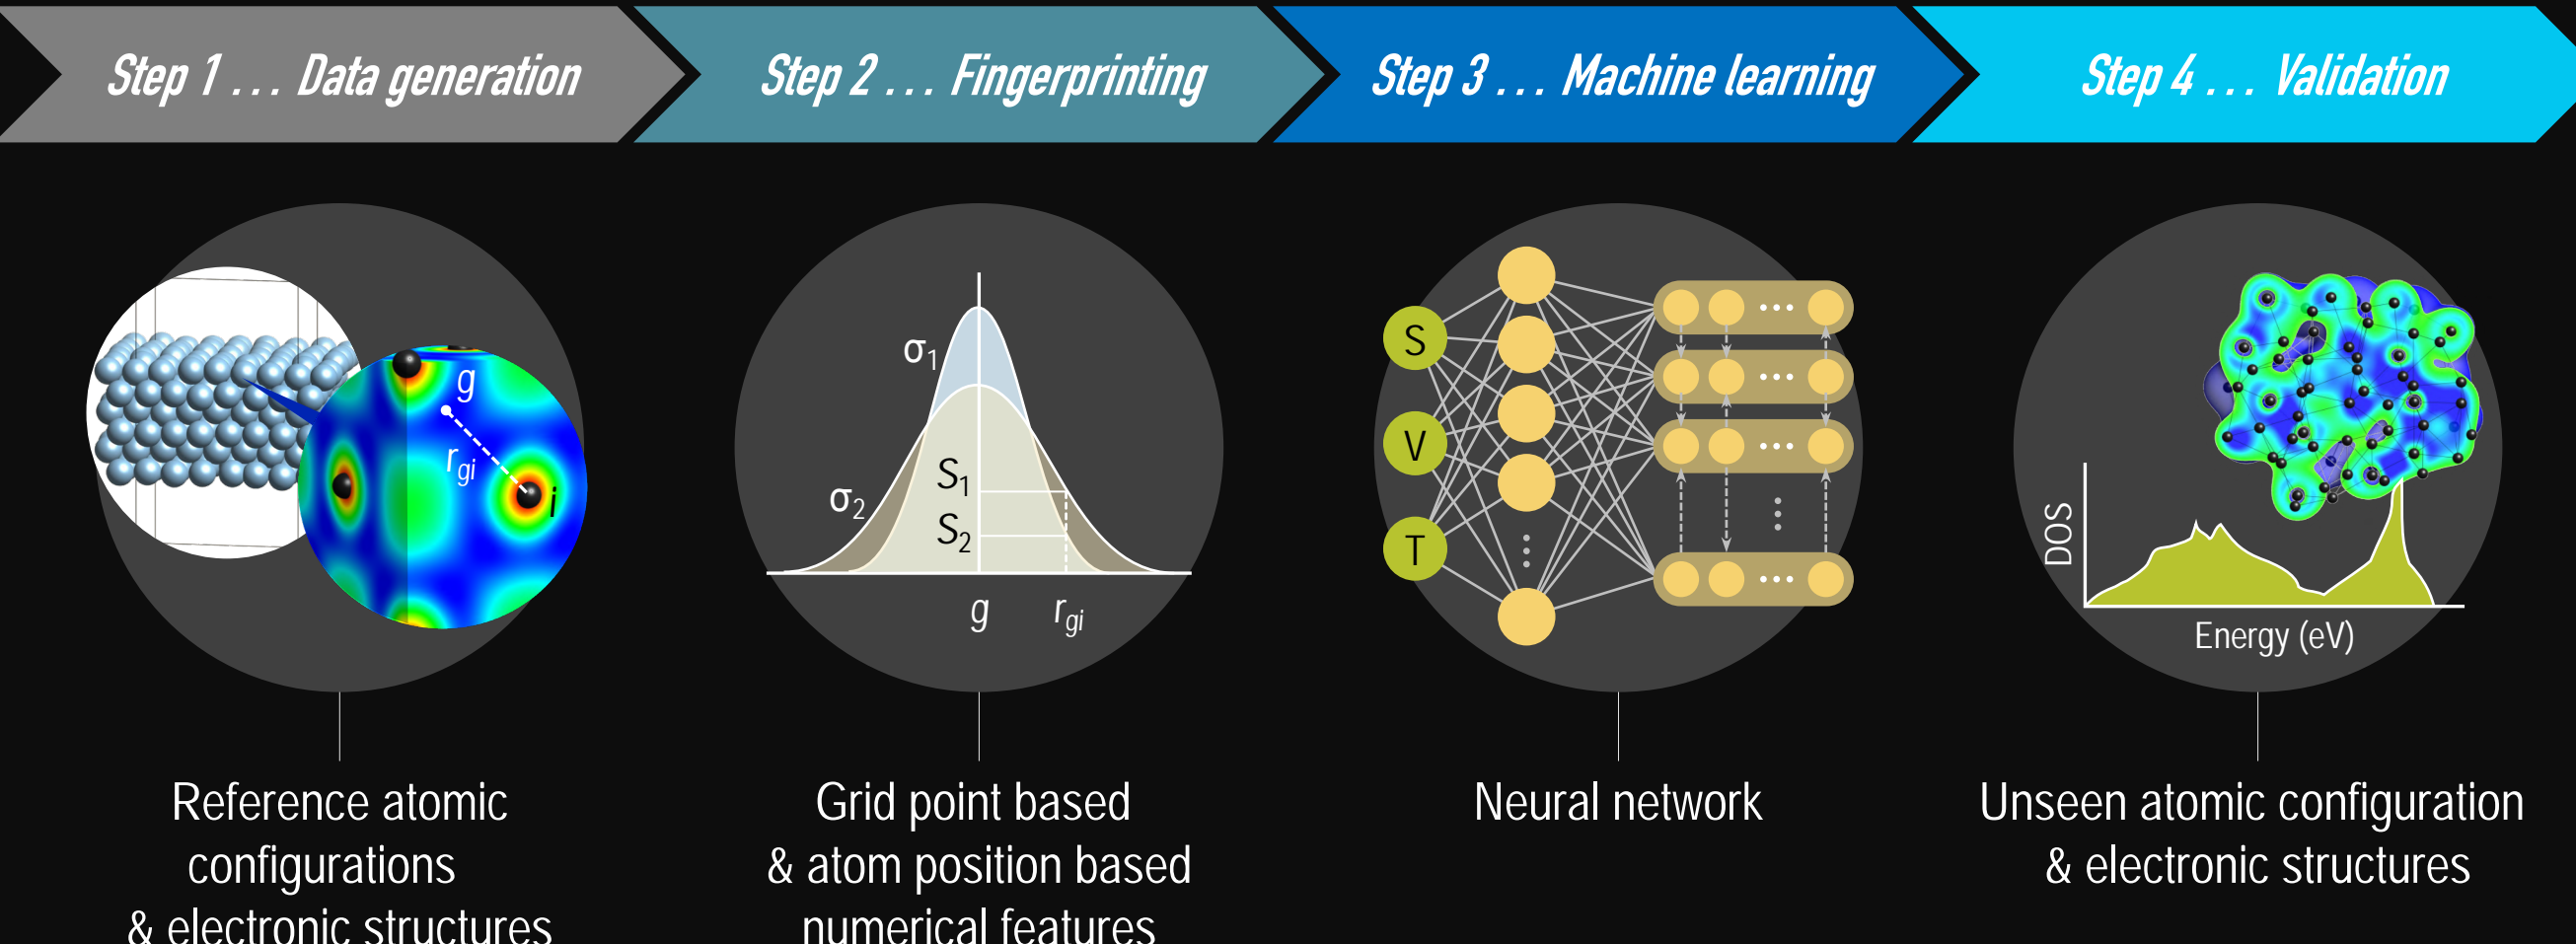 Step 1 ... Data generation
Step 2 ... Fingerprinting
Step 3 ... Machine learning
Step 4 ... Validation
g
r_gi
i
σ₁
σ₂
S₁
S₂
g
r_gi
S
V
T
DOS
Energy (eV)
Reference atomic
configurations
& electronic structures
Grid point based
& atom position based
numerical features
Neural network
Unseen atomic configuration
& electronic structures